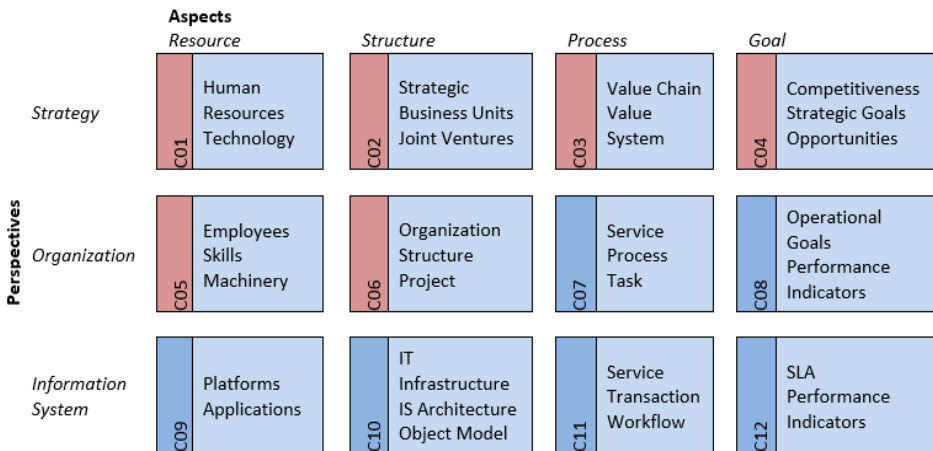 Aspects
Resource
Structure
Process
Goal
Perspectives
Strategy
C01
Human
Resources
Technology
C02
Strategic
Business Units
Joint Ventures
C03
Value Chain
Value
System
C04
Competitiveness
Strategic Goals
Opportunities
Organization
C05
Employees
Skills
Machinery
C06
Organization
Structure
Project
C07
Service
Process
Task
C08
Operational
Goals
Performance
Indicators
Information
System
C09
Platforms
Applications
C10
IT
Infrastructure
IS Architecture
Object Model
C11
Service
Transaction
Workflow
C12
SLA
Performance
Indicators